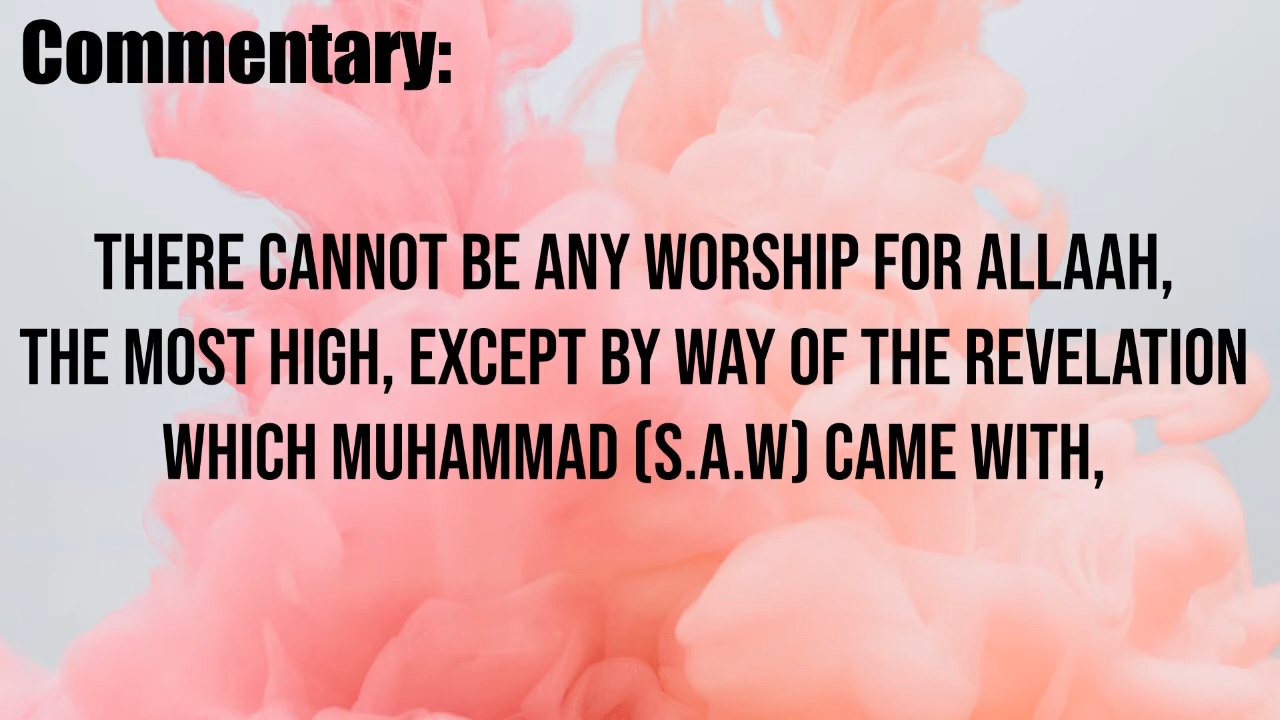 Commentary:
THERE CANNOT BE ANY WORSHIP FOR ALLAAH,
THE MOST HIGH, EXCEPT BY WAY OF THE REVELATION
WHICH MUHAMMAD (S.A.W) CAME WITH,